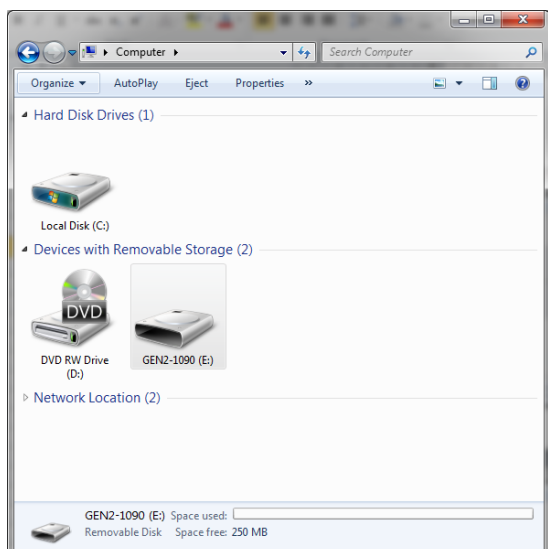 Computer
Search Computer
Organize AutoPlay Eject Properties »
Hard Disk Drives (1)
Local Disk (C:)
Devices with Removable Storage (2)
DVD
DVD RW Drive
(D:)
GEN2-1090 (E:)
Network Location (2)
GEN2-1090 (E:) Space used:
Removable Disk Space free: 250 MB